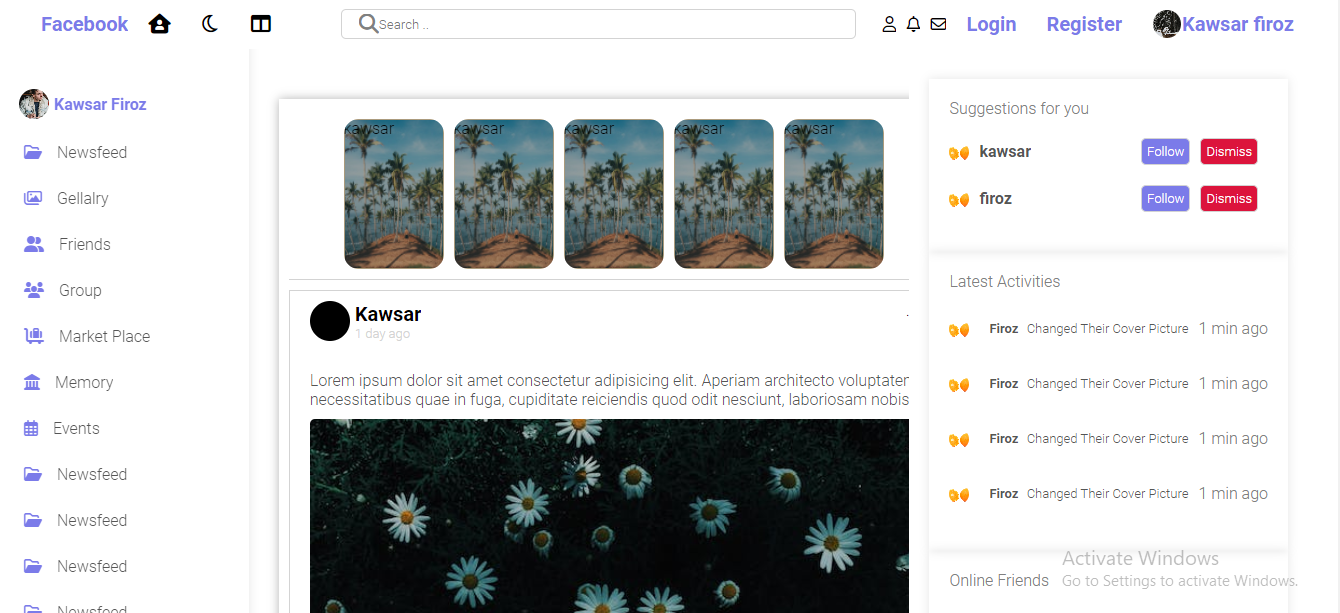 Facebook
Search ..
Login
Register
Kawsar firoz
Kawsar Firoz
Newsfeed
Gellalry
Friends
Group
Market Place
Memory
Events
Newsfeed
Newsfeed
Newsfeed
Newsfeed
kawsar kawsar kawsar kawsar kawsar
Kawsar
1 day ago
Lorem ipsum dolor sit amet consectetur adipisicing elit. Aperiam architecto voluptater
necessitatibus quae in fuga, cupiditate reiciendis quod odit nesciunt, laboriosam nobis
Suggestions for you
kawsar Follow Dismiss
firoz Follow Dismiss
Latest Activities
Firoz Changed Their Cover Picture 1 min ago
Firoz Changed Their Cover Picture 1 min ago
Firoz Changed Their Cover Picture 1 min ago
Firoz Changed Their Cover Picture 1 min ago
Online Friends
Activate Windows
Go to Settings to activate Windows.